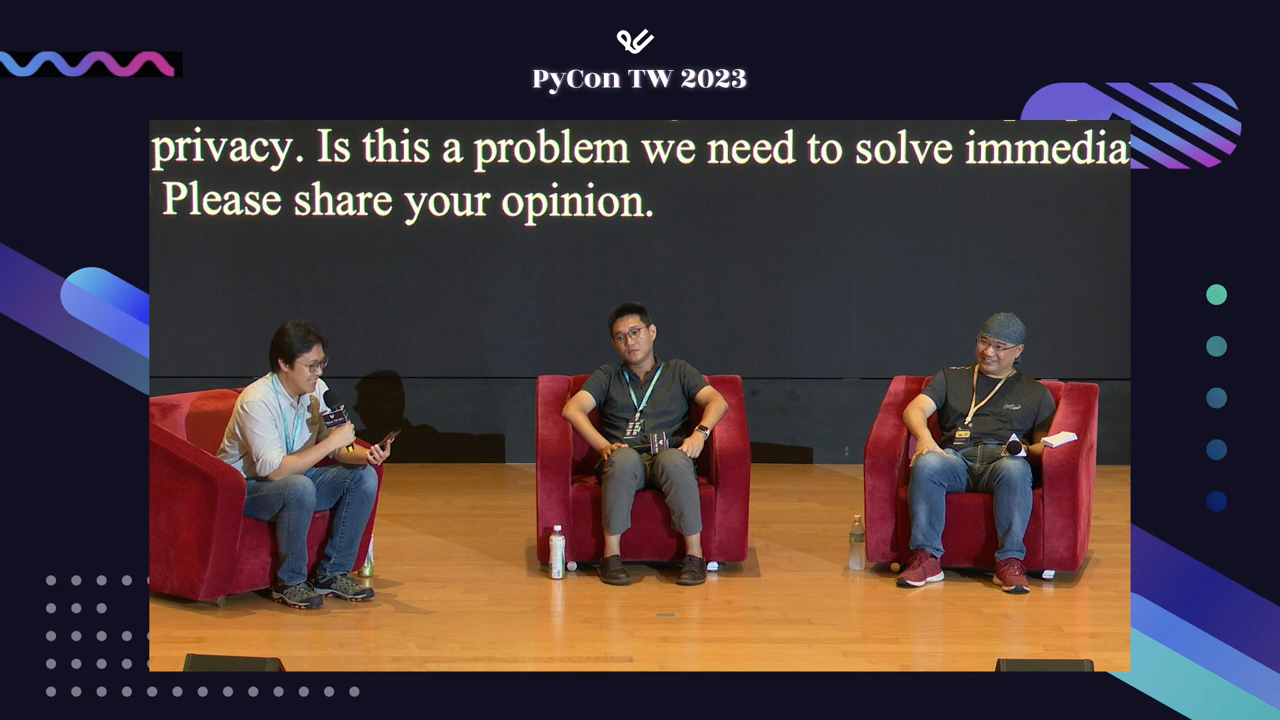 PyCon TW 2023
privacy. Is this a problem we need to solve immedia
Please share your opinion.